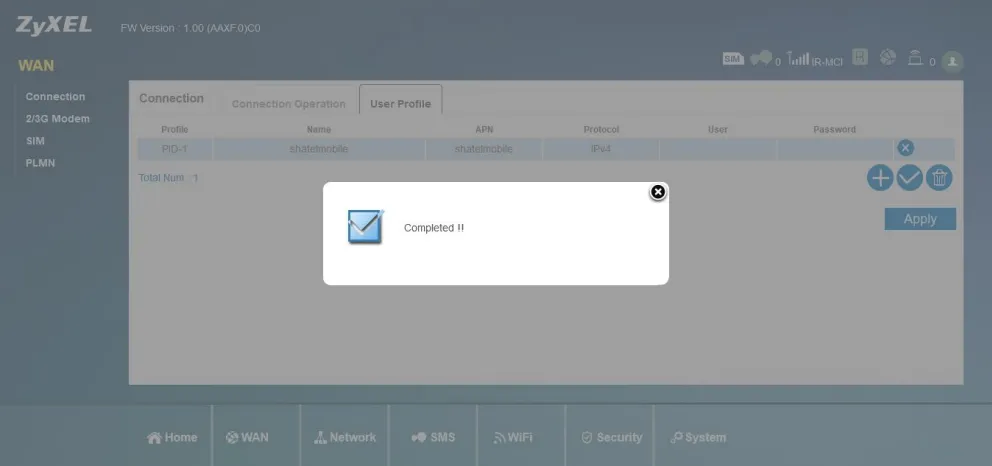 ZyXEL
FW Version : 1.00 (AAXF.0)C0
WAN
SIM 0 IR-MCI 0
Connection
2/3G Modem
SIM
PLMN
Connection Connection Operation User Profile
Profile Name APN Protocol User Password
PID-1 shatelmobile shatelmobile IPv4
Total Num : 1
Apply
Completed !!
Home WAN Network SMS WiFi Security System